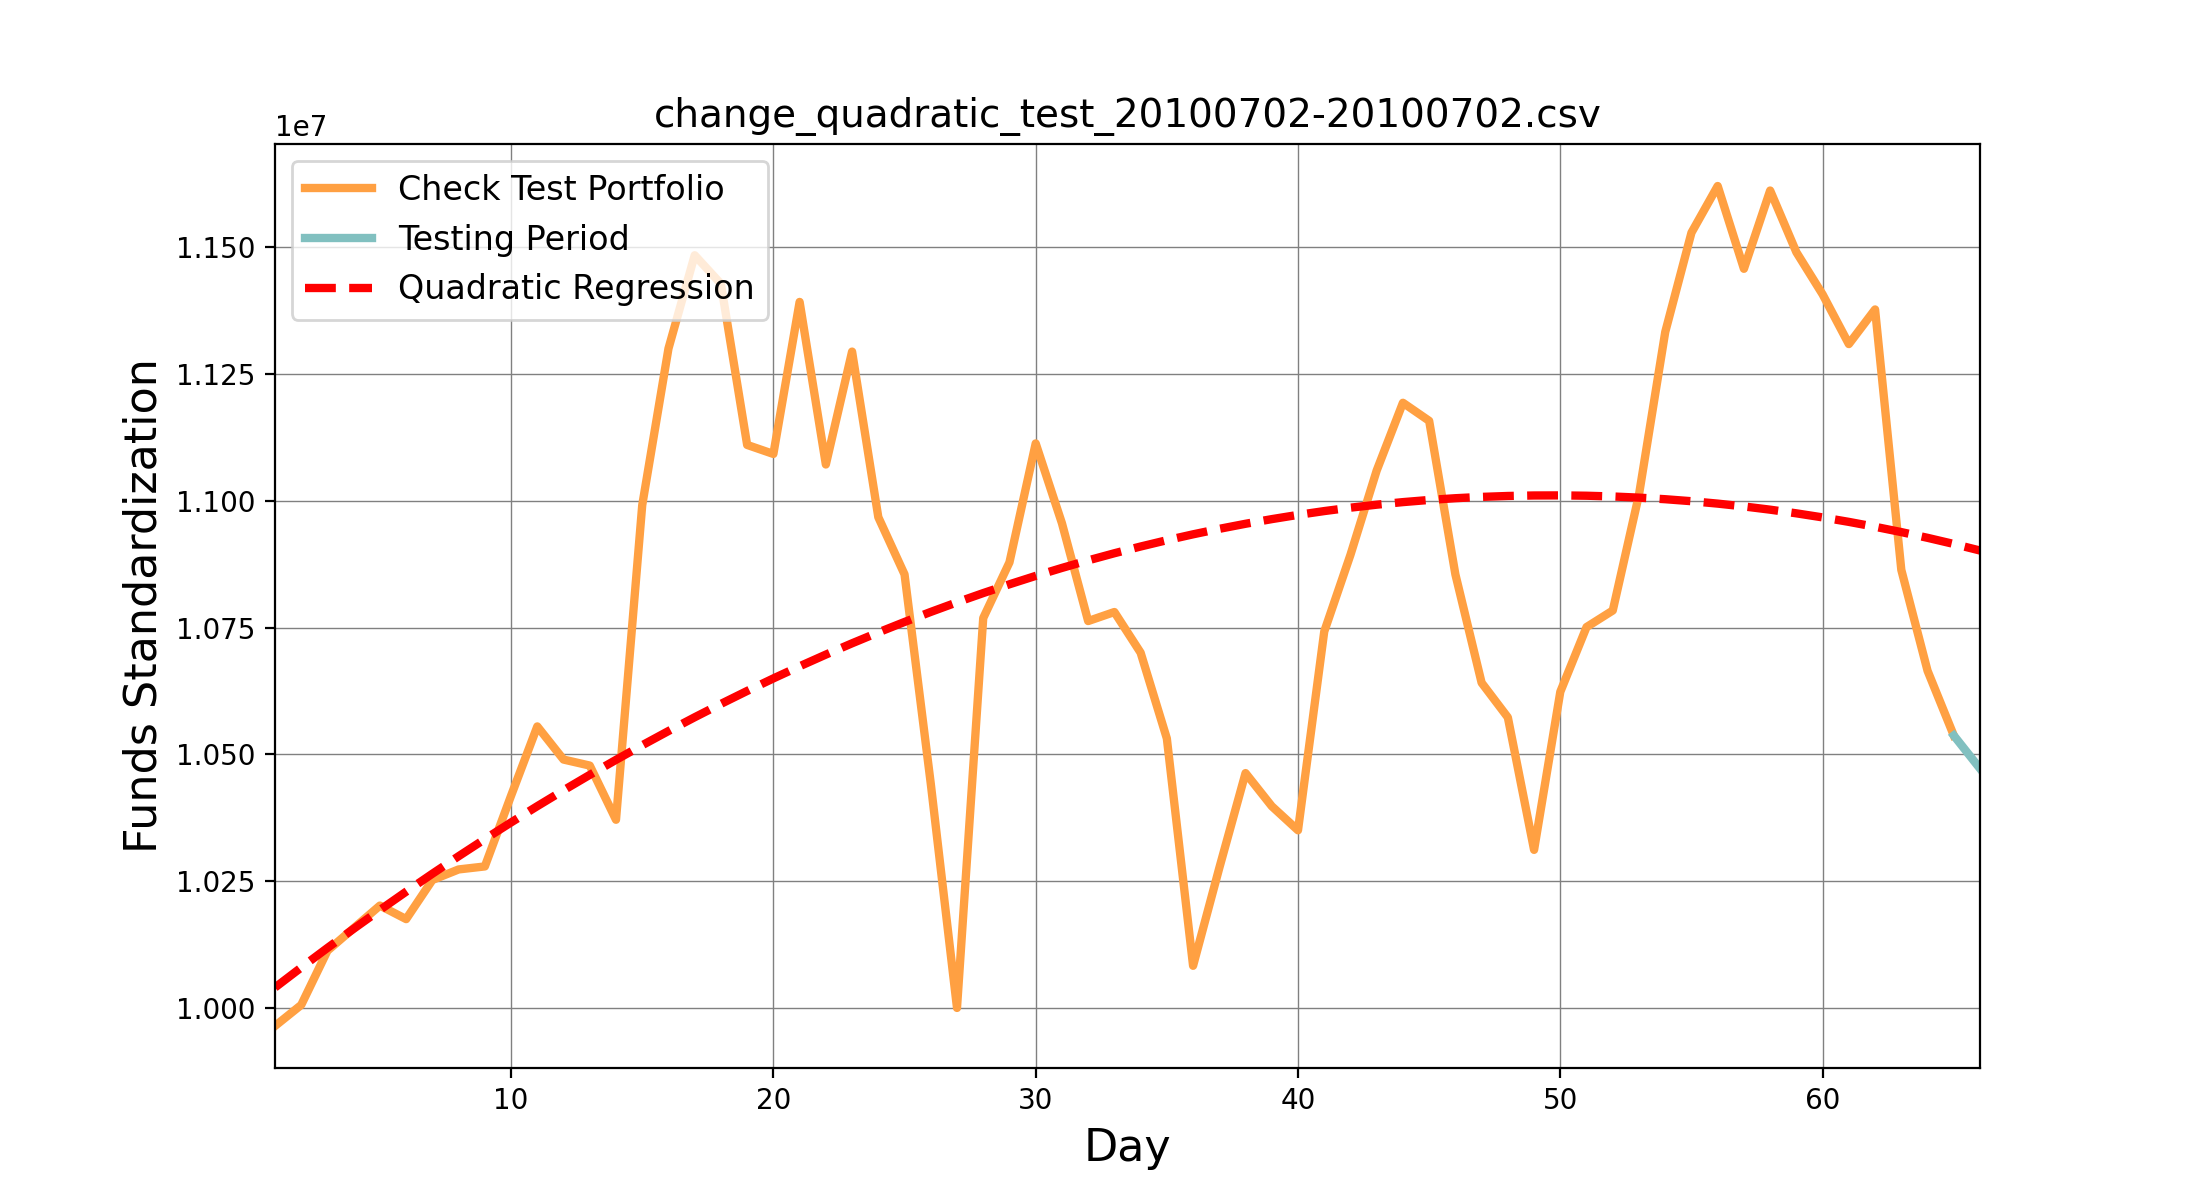 change_quadratic_test_20100702-20100702.csv
1e7
Check Test Portfolio
Testing Period
Quadratic Regression
1.150
1.125
1.100
1.075
1.050
1.025
1.000
Funds Standardization
10 20 30 40 50 60
Day